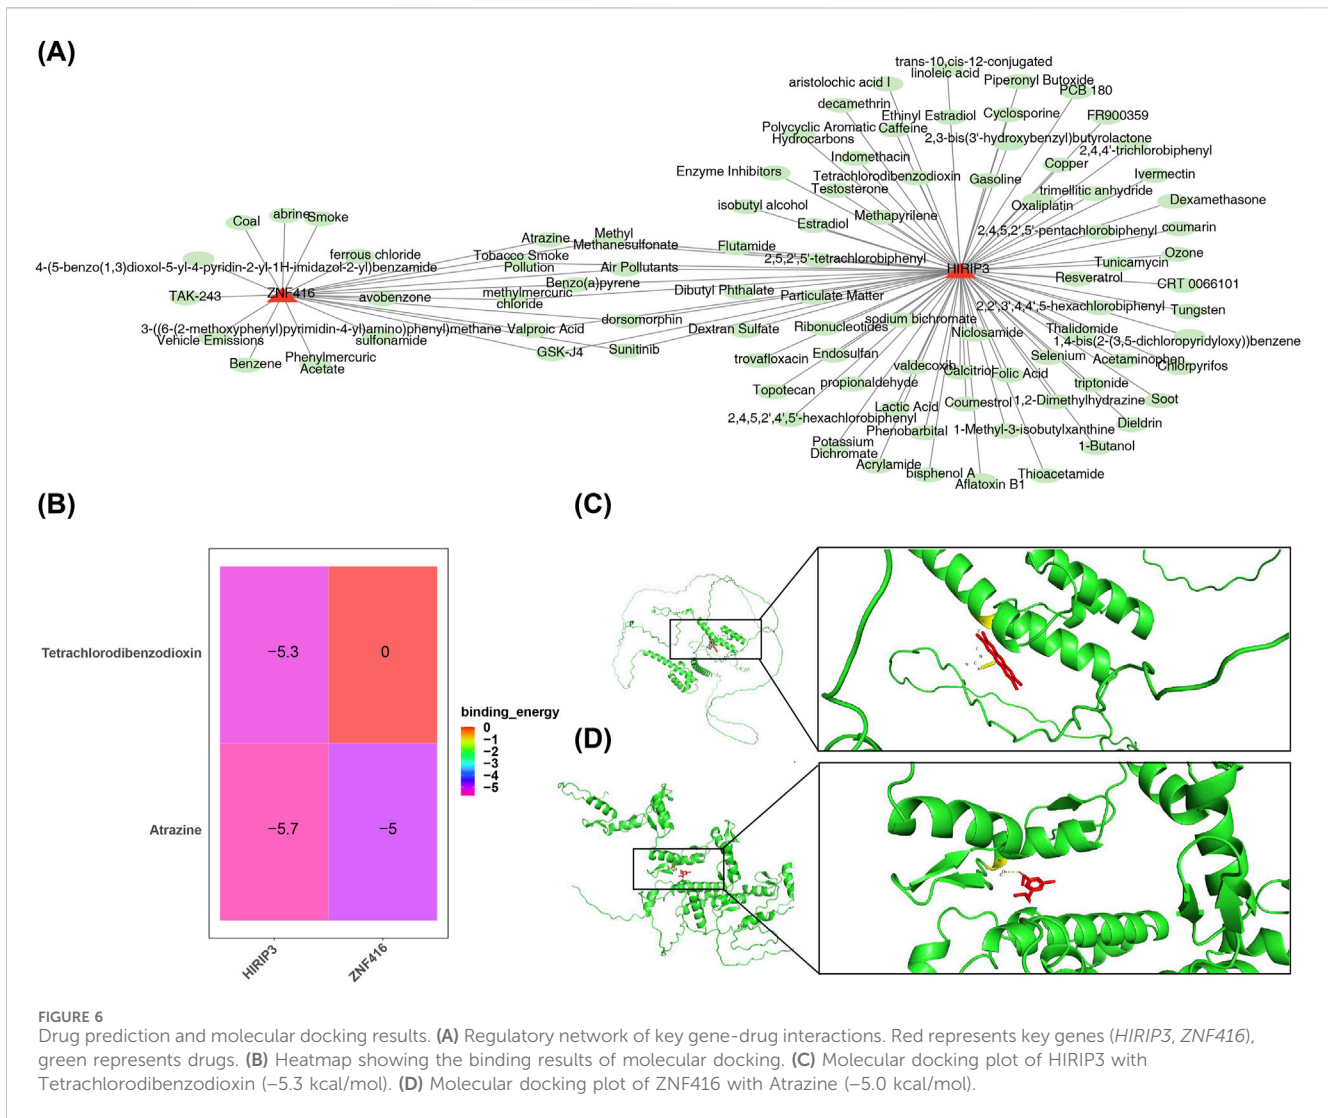 (A)
trans-10,cis-12-conjugated
linoleic acid
aristolochic acid I
Piperonyl Butoxide
PCB 180
decamethrin
Ethinyl Estradiol
Cyclosporine
FR900359
Polycyclic Aromatic
Hydrocarbons
Caffeine
2,3-bis(3'-hydroxybenzyl)butyrolactone
2,4,4'-trichlorobiphenyl
Indomethacin
Copper
Enzyme Inhibitors
Tetrachlorodibenzodioxin
Gasoline
Ivermectin
Testosterone
trimellitic anhydride
isobutyl alcohol
Oxaliplatin
Dexamethasone
Methapyrilene
Estradiol
2,4,5,2',5'-pentachlorobiphenyl
coumarin
Coal
abrine
Smoke
Atrazine
Methyl
Methanesulfonate
Flutamide
2,5,2',5'-tetrachlorobiphenyl
Ozone
ferrous chloride
Tobacco Smoke
Pollution
Air Pollutants
HIRIP3
Tunicamycin
4-(5-benzo(1,3)dioxol-5-yl-4-pyridin-2-yl-1H-imidazol-2-yl)benzamide
Resveratrol
CRT 0066101
TAK-243
ZNF416
avobenzone
methylmercuric
chloride
Benzo(a)pyrene
Dibutyl Phthalate
Particulate Matter
2,2',3',4,4',5-hexachlorobiphenyl
Tungsten
dorsomorphin
sodium bichromate
3-((6-(2-methoxyphenyl)pyrimidin-4-yl)amino)phenyl)methane
sulfonamide
Vehicle Emissions
Valproic Acid
Dextran Sulfate
Ribonucleotides
Niclosamide
Thalidomide
1,4-bis(2-(3,5-dichloropyridyloxy))benzene
GSK-J4
Sunitinib
trovafloxacin
Endosulfan
Selenium
Acetaminophen
Chlorpyrifos
Benzene
Phenylmercuric
Acetate
valdecoxib
Calcitriol
Folic Acid
Topotecan
propionaldehyde
triptonide
Lactic Acid
Coumestrol
1,2-Dimethylhydrazine
Soot
2,4,5,2',4',5'-hexachlorobiphenyl
Phenobarbital
1-Methyl-3-isobutylxanthine
Dieldrin
Potassium
Dichromate
1-Butanol
Acrylamide
bisphenol A
Aflatoxin B1
Thioacetamide
(B)
Tetrachlorodibenzodioxin
−5.3
0
Atrazine
−5.7
−5
HIRIP3
ZNF416
binding_energy
0
−1
−2
−3
−4
−5
(C)
(D)
FIGURE 6
Drug prediction and molecular docking results. (A) Regulatory network of key gene-drug interactions. Red represents key genes (HIRIP3, ZNF416),
green represents drugs. (B) Heatmap showing the binding results of molecular docking. (C) Molecular docking plot of HIRIP3 with
Tetrachlorodibenzodioxin (−5.3 kcal/mol). (D) Molecular docking plot of ZNF416 with Atrazine (−5.0 kcal/mol).